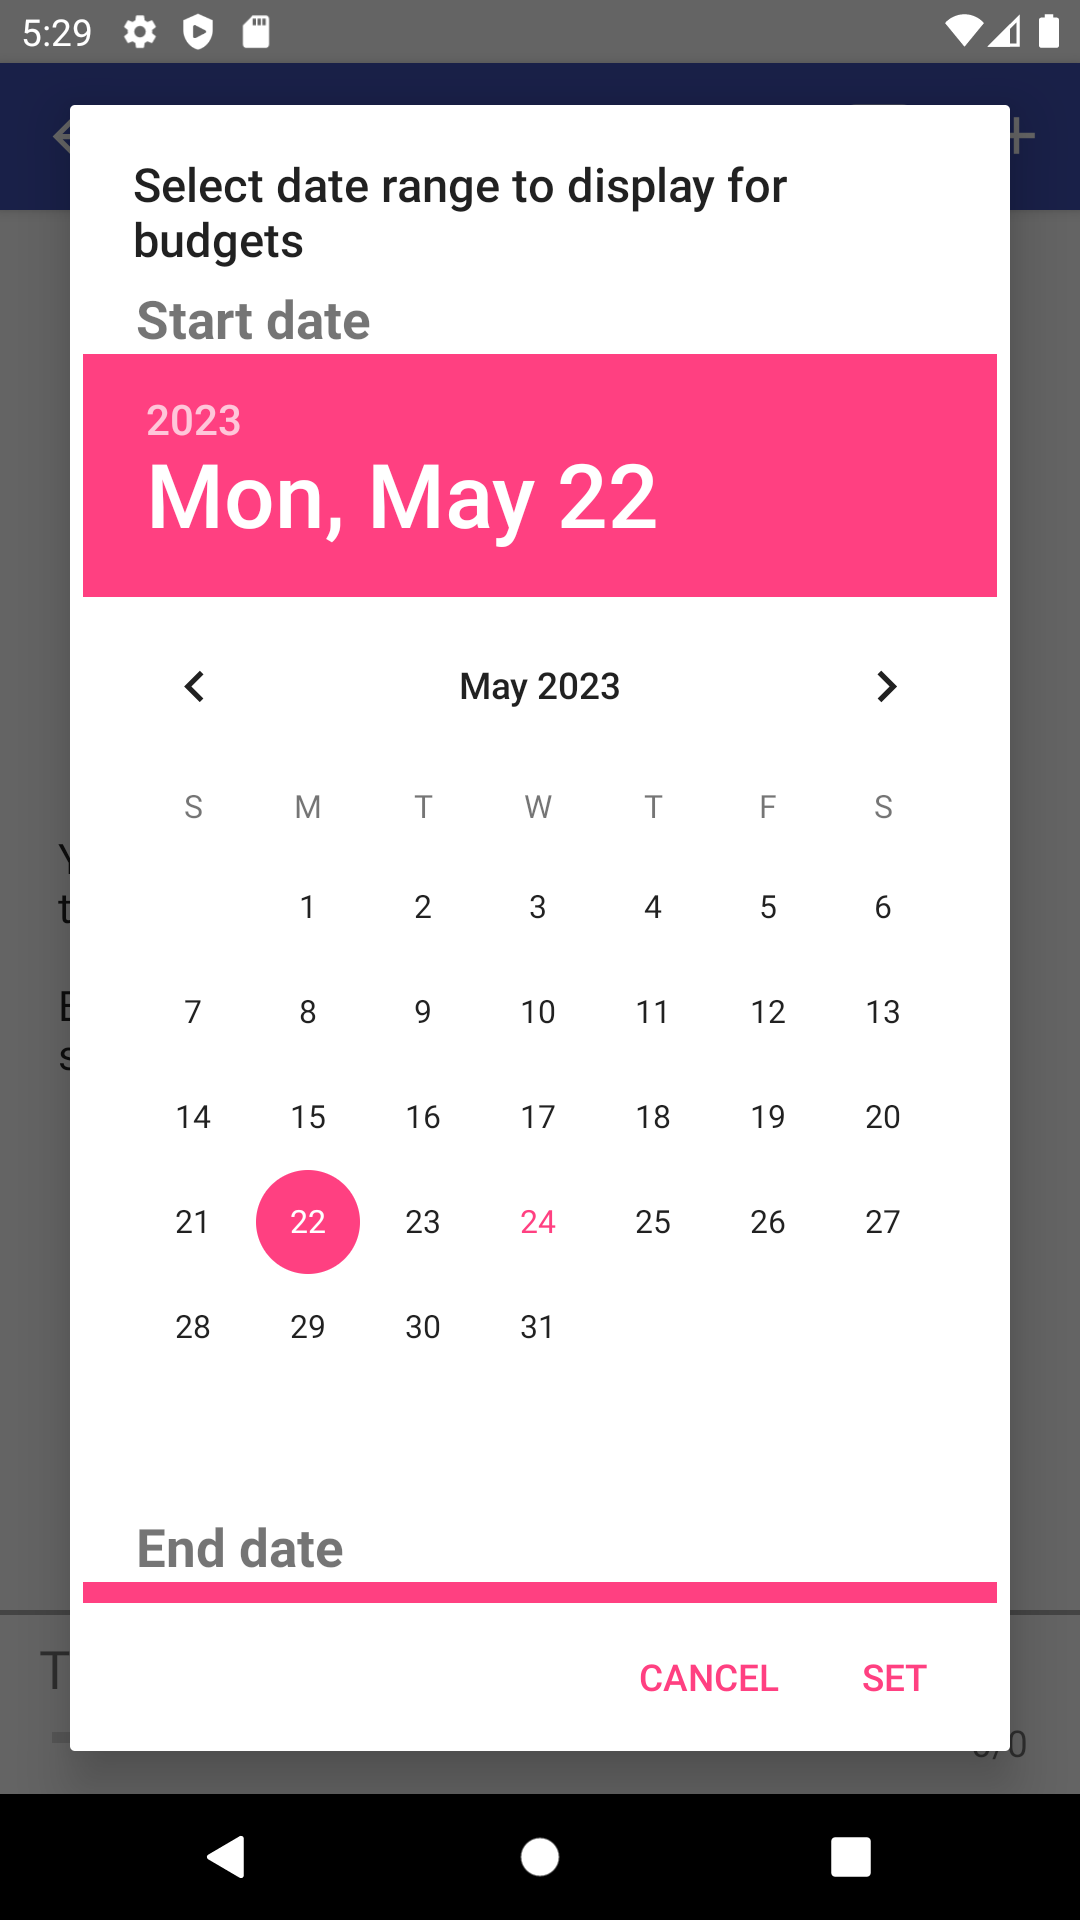 5:29
Select date range to display for
budgets
Start date
2023
Mon, May 22
May 2023
S M T W T F S
1 2 3 4 5 6
7 8 9 10 11 12 13
14 15 16 17 18 19 20
21 22 23 24 25 26 27
28 29 30 31
End date
CANCEL SET